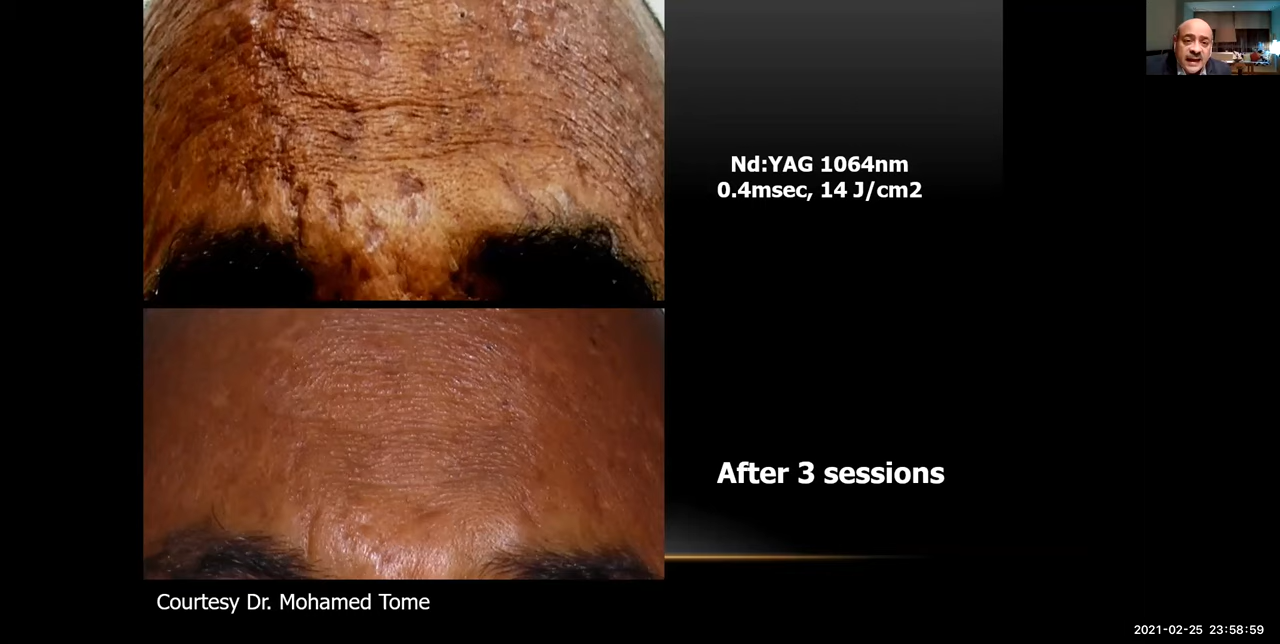 Nd:YAG 1064nm
0.4msec, 14 J/cm2
After 3 sessions
Courtesy Dr. Mohamed Tome
2021-02-25 23:58:59